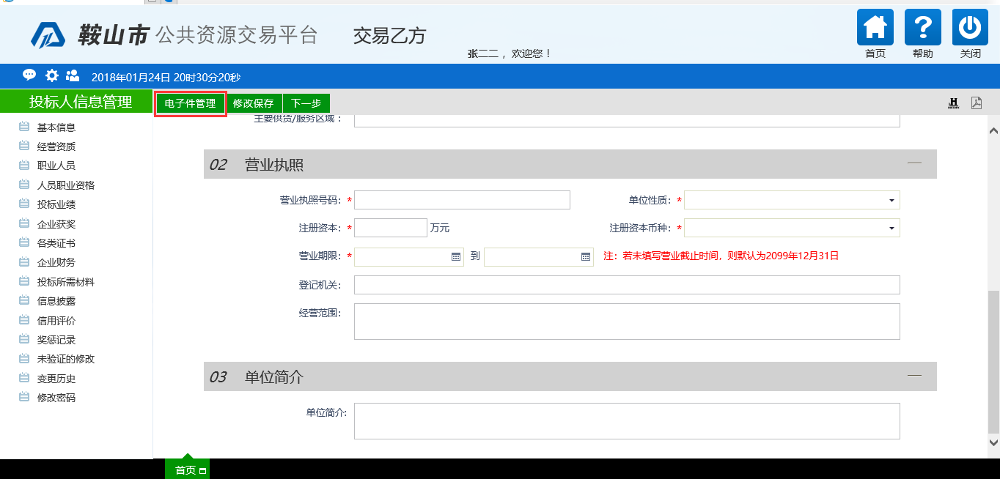 鞍山市 公共资源交易平台 交易乙方
张二二 ，欢迎您！
首页 帮助 关闭
2018年01月24日 20时30分20秒
投标人信息管理
电子件管理 修改保存 下一步
基本信息
经营资质
职业人员
人员职业资格
投标业绩
企业获奖
各类证书
企业财务
投标所需材料
信息披露
信用评价
奖惩记录
未验证的修改
变更历史
修改密码
主要供货/服务区域：
02 营业执照
营业执照号码：* 单位性质：*
注册资本：* 万元 注册资本币种：*
营业期限：* 到 注：若未填写营业截止时间，则默认为2099年12月31日
登记机关：
经营范围：
03 单位简介
单位简介:
首页